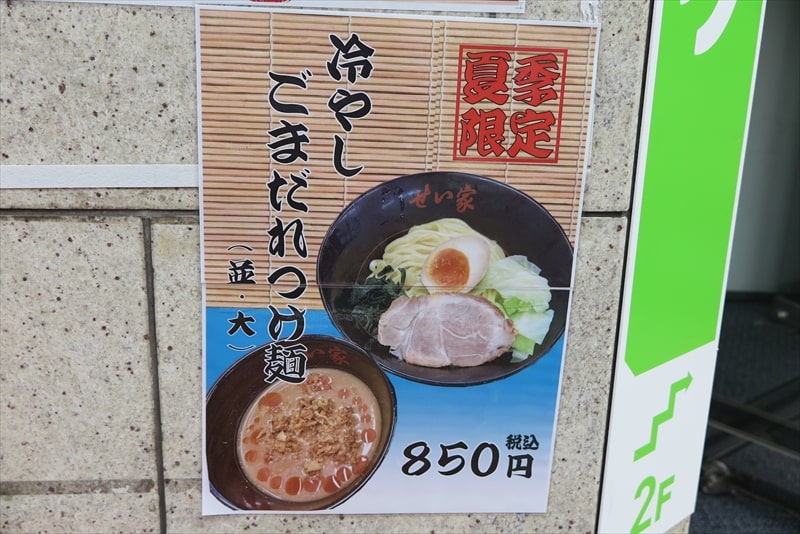 夏季
限定
冷やし
ごまだれつけ麺
(並・大)
せい家
せい家
税込
850円
2F